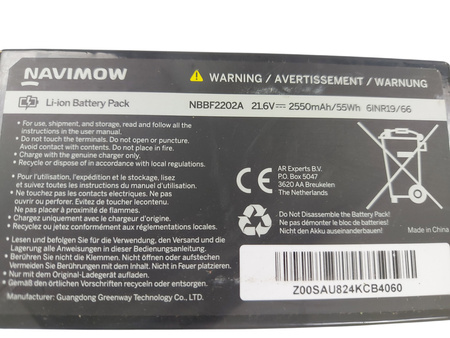 NAVIMOW
WARNING / AVERTISSEMENT / WARNUNG
Li-ion Battery Pack
NBBF2202A 21.6V⎓ 2550mAh/55Wh 6INR19/66
• For use, shipment, and storage, read and follow all
the instructions in the user manual.
• Do not touch the terminals. Do not open or puncture.
Avoid contact with contents. Do not place in fire.
• Charge with the genuine charger only.
• Recycle or dispose of in accordance with local regulations.
• Pour l'utilisation, l'expédition et le stockage, lisez
et suivez toutes les instructions du manuel d'utilisation.
• Ne touchez pas les contacts électriques. Ne pas
ouvrir ou perforer. Evitez de toucher le contenu.
Ne pas placer à proximité de flammes.
• Chargez uniquement avec le chargeur d'origine.
• Recyclez ou jetez conformément aux lois locales.
• Lesen und befolgen Sie für die Verwendung, den Versand und die
Lagerung alle Anweisungen in dieser Bedienungsanleitung.
• Berühren Sie nicht die Klemmen. Nicht öffnen oder aufstechen
Vermeiden Sie Berührungen mit dem Inhalt. Nicht in Feuer platzieren.
• Nur mit dem Original-Ladegerät aufladen
• Gemäß den örtlichen Vorschriften recyceln oder entsorgen.
Manufacturer: Guangdong Greenway Technology Co., LTD.
CE
AR Experts B.V.
P.O. Box 5047
3620 AA Breukelen
The Netherlands
Do Not Disassemble the Battery Pack!
Ne pas démonter le bloc de batteries!
Nicht den Akku auseinanderbauen!
Made in China
Z00SAU824KCB4060